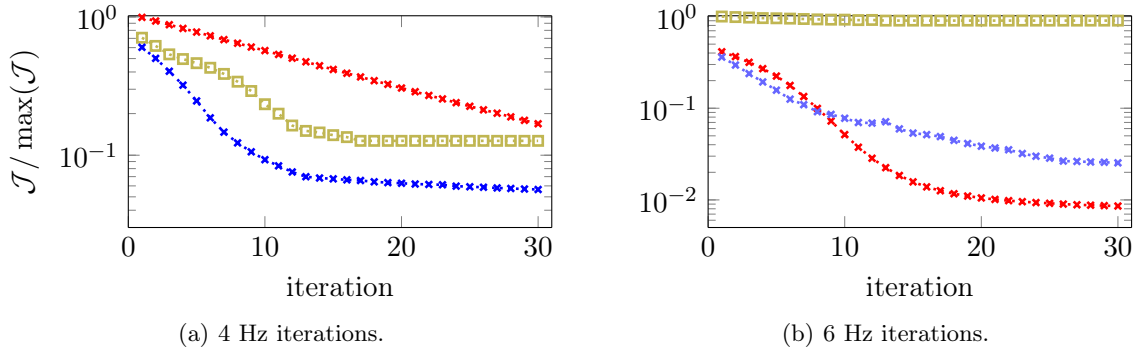 10^0
10^{-1}
𝒥 / max(𝒥)
0 10 20 30
iteration
(a) 4 Hz iterations.
10^0
10^{-1}
10^{-2}
0 10 20 30
iteration
(b) 6 Hz iterations.